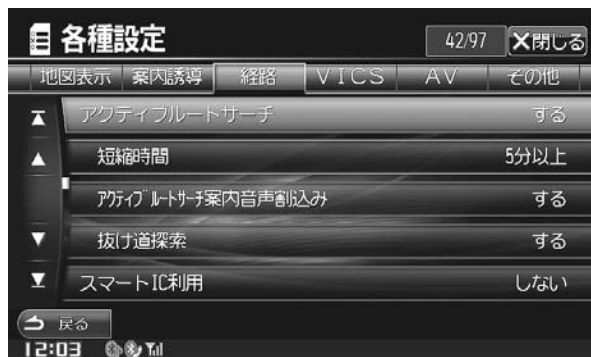 各種設定
42/97
×閉じる
地図表示 案内誘導 経路 VICS AV その他
アクティブルートサーチ する
短縮時間 5分以上
ｱｸﾃｨﾌﾞﾙｰﾄｻｰﾁ案内音声割込み する
抜け道探索 する
スマートIC利用 しない
戻る
12:03